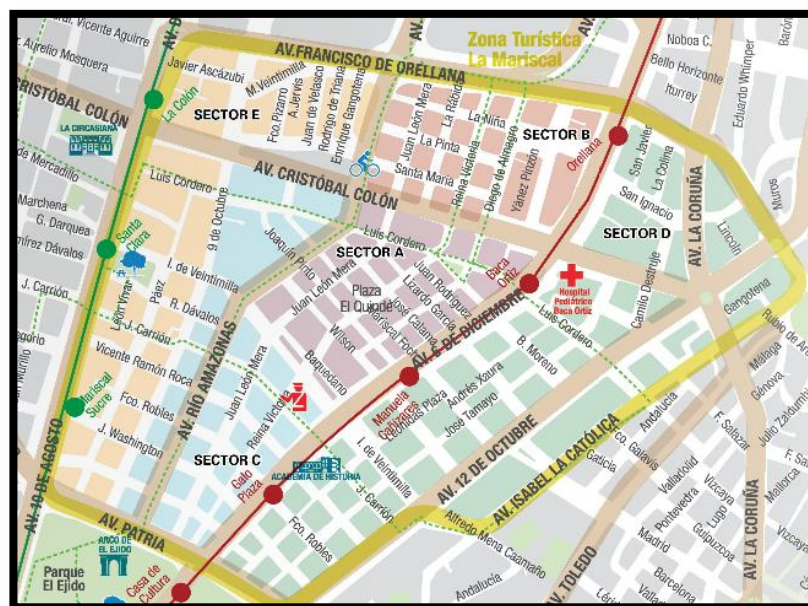 Vicente Aguirre
Aurelio Mosquera
CRISTÓBAL COLÓN
LA CIRCASIANA
de Mercadillo
Marchena
G. Darquea
Ramírez Dávalos
J. Carrión
AV. 10 DE AGOSTO
La Colón
Santa
Clara
Mariscal
Sucre
Javier Ascázubi
M. Veintimilla
AV. FRANCISCO DE ORELLANA
Zona Turística
La Mariscal
SECTOR E
Fco. Pizarro
A. Jervis
Juan de Velasco
Rodrigo de Triana
Enrrique Gangotena
Juan León Mera
La Rábida
La Niña
La Pinta
Santa María
Reina Victoria
Diego de Almagro
SECTOR B
Yánez Pinzón
Orellana
Noboa C.
Bello Horizonte
Iturrey
Eduardo Whimper
Barón
San Javier
La Colina
San Ignacio
SECTOR D
AV. LA CORUÑA
Muros
Lincoln
Camilo Destruje
Gangotena
AV. CRISTÓBAL COLÓN
Luis Cordero
9 de Octubre
Joaquín Pinto
Luis Cordero
SECTOR A
Juan León Mera
Plaza
El Quinde
Juan Rodríguez
Lizardo García
José Calama
Mariscal Foch
Wilson
Baquedano
Baca
Ortiz
Hospital
Pediátrico
Baca Ortiz
Luis Cordero
AV. 6 DE DICIEMBRE
León Vivar
Páez
I. de Veintimilla
R. Dávalos
J. Carrión
Vicente Ramón Roca
Fco. Robles
J. Washington
AV. RÍO AMAZONAS
Juan León Mera
Reina Victoria
SECTOR C
Galo
Plaza
ACADEMIA DE HISTORIA
Manuela
Cañizares
Leonidas Plaza
Andrés Xaura
José Tamayo
B. Moreno
I. de Veintimilla
J. Carrión
Fco. Robles
AV. 12 DE OCTUBRE
AV. ISABEL LA CATÓLICA
Alfredo Mena Caamaño
Galicia
Fco. Galavis
Andalucía
Valladolid
Pontevedra
Madrid
Vizcaya
Lugo
Guipuzcoa
Barcelona
F. Salazar
Málaga
Génova
Julio Zaldumbide
Mallorca
AV. LA CORUÑA
AV. TOLEDO
Andalucía
AV. PATRIA
ARCO DE
EL EJIDO
Parque
El Ejido
Casa de
Cultura